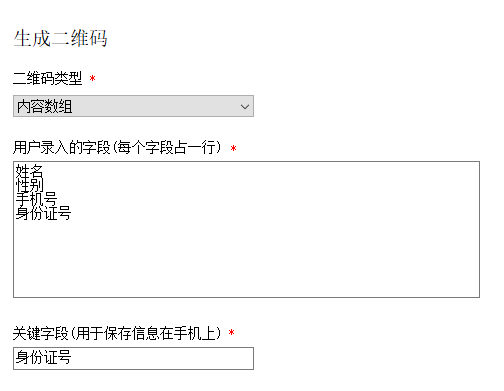 生成二维码
二维码类型 *
内容数组
用户录入的字段(每个字段占一行) *
姓名
性别
手机号
身份证号
关键字段(用于保存信息在手机上) *
身份证号